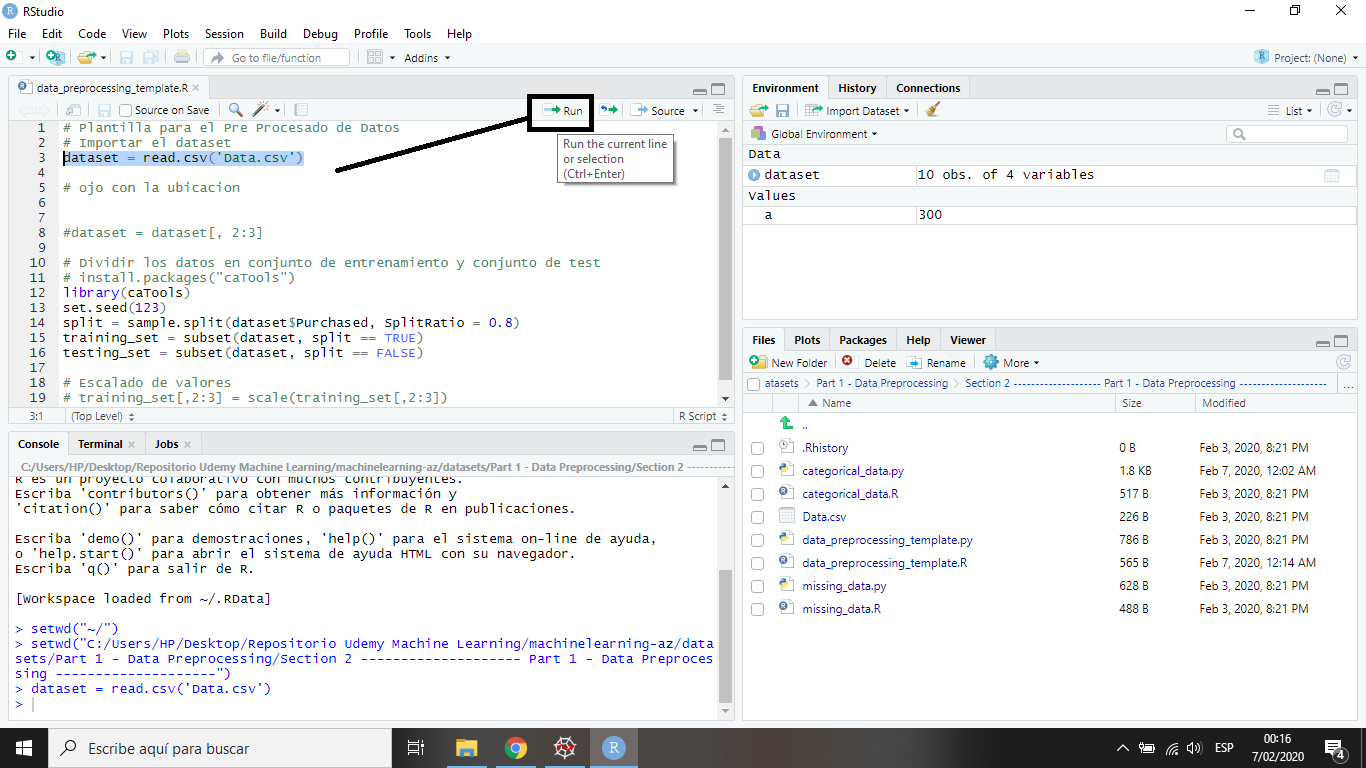 RStudio
File Edit Code View Plots Session Build Debug Profile Tools Help
Go to file/function Addins Project: (None)
data_preprocessing_template.R
Source on Save Run Source
1 # Plantilla para el Pre Procesado de Datos
2 # Importar el dataset
3 dataset = read.csv('Data.csv')
4
5 # ojo con la ubicacion
6
7
8 #dataset = dataset[, 2:3]
9
10 # Dividir los datos en conjunto de entrenamiento y conjunto de test
11 # install.packages("caTools")
12 library(caTools)
13 set.seed(123)
14 split = sample.split(dataset$Purchased, SplitRatio = 0.8)
15 training_set = subset(dataset, split == TRUE)
16 testing_set = subset(dataset, split == FALSE)
17
18 # Escalado de valores
19 # training_set[,2:3] = scale(training_set[,2:3])
Run the current line
or selection
(Ctrl+Enter)
3:1 (Top Level) R Script
Console Terminal Jobs
C:/Users/HP/Desktop/Repositorio Udemy Machine Learning/machinelearning-az/datasets/Part 1 - Data Preprocessing/Section 2 -----------
R es un proyecto colaborativo con muchos contribuyentes.
Escriba 'contributors()' para obtener más información y
'citation()' para saber cómo citar R o paquetes de R en publicaciones.
Escriba 'demo()' para demostraciones, 'help()' para el sistema on-line de ayuda,
o 'help.start()' para abrir el sistema de ayuda HTML con su navegador.
Escriba 'q()' para salir de R.
[Workspace loaded from ~/.RData]
> setwd("~/")
> setwd("C:/Users/HP/Desktop/Repositorio Udemy Machine Learning/machinelearning-az/dat
asets/Part 1 - Data Preprocessing/Section 2 -------------------- Part 1 - Data Preproces
sing --------------------")
> dataset = read.csv('Data.csv')
>
Environment History Connections
Import Dataset List
Global Environment
Data
dataset 10 obs. of 4 variables
Values
a 300
Files Plots Packages Help Viewer
New Folder Delete Rename More
atasets Part 1 - Data Preprocessing Section 2 -------------------- Part 1 - Data Preprocessing -------------------- ...
Name Size Modified
..
.Rhistory 0 B Feb 3, 2020, 8:21 PM
categorical_data.py 1.8 KB Feb 7, 2020, 12:02 AM
categorical_data.R 517 B Feb 3, 2020, 8:21 PM
Data.csv 226 B Feb 3, 2020, 8:21 PM
data_preprocessing_template.py 786 B Feb 3, 2020, 8:21 PM
data_preprocessing_template.R 565 B Feb 7, 2020, 12:14 AM
missing_data.py 628 B Feb 3, 2020, 8:21 PM
missing_data.R 488 B Feb 3, 2020, 8:21 PM
Escribe aquí para buscar
ESP
00:16
7/02/2020
4